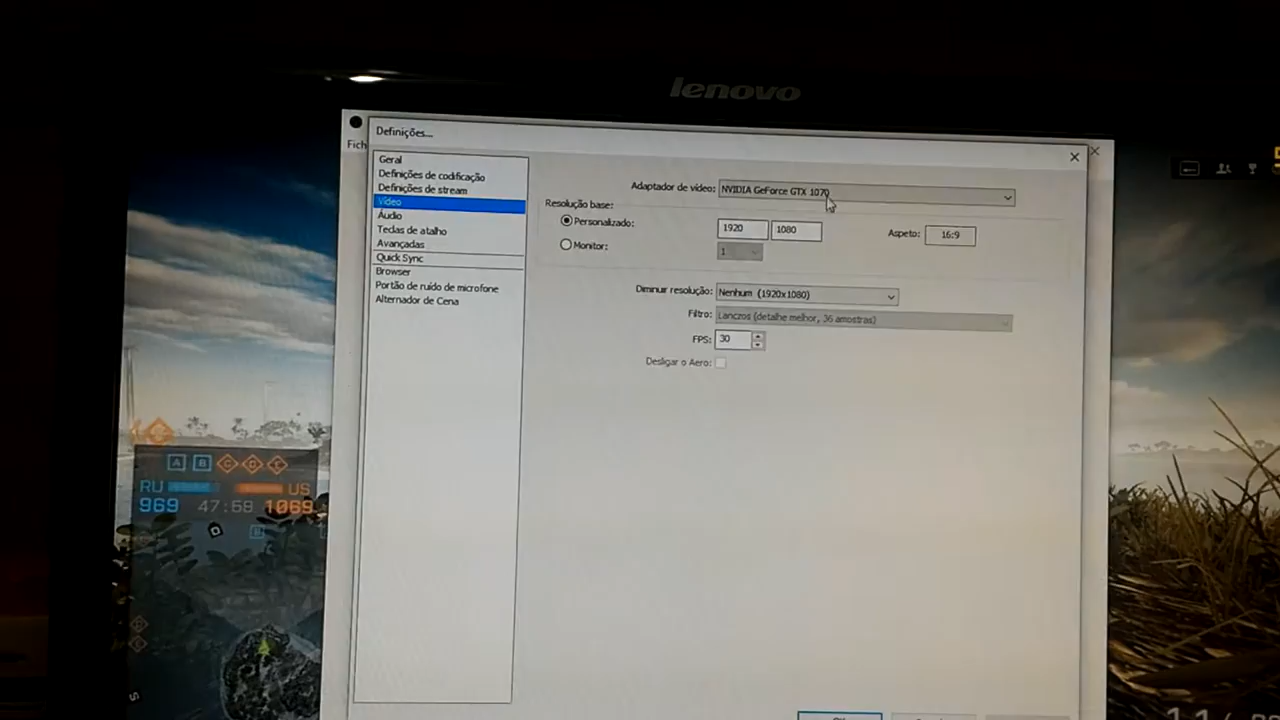 lenovo
Definições...
Fich
Geral
Definições de codificação
Definições de stream
Vídeo
Áudio
Teclas de atalho
Avançadas
Quick Sync
Browser
Portão de ruído de microfone
Alternador de Cena
Adaptador de vídeo: NVIDIA GeForce GTX 1070
Resolução base:
Personalizado: 1920 1080 Aspeto: 16:9
Monitor: 1
Diminuir resolução: Nenhum (1920x1080)
Filtro: Lanczos (detalhe melhor, 36 amostras)
FPS: 30
Desligar o Aero:
A B C D E
RU US
969 47:59 1069